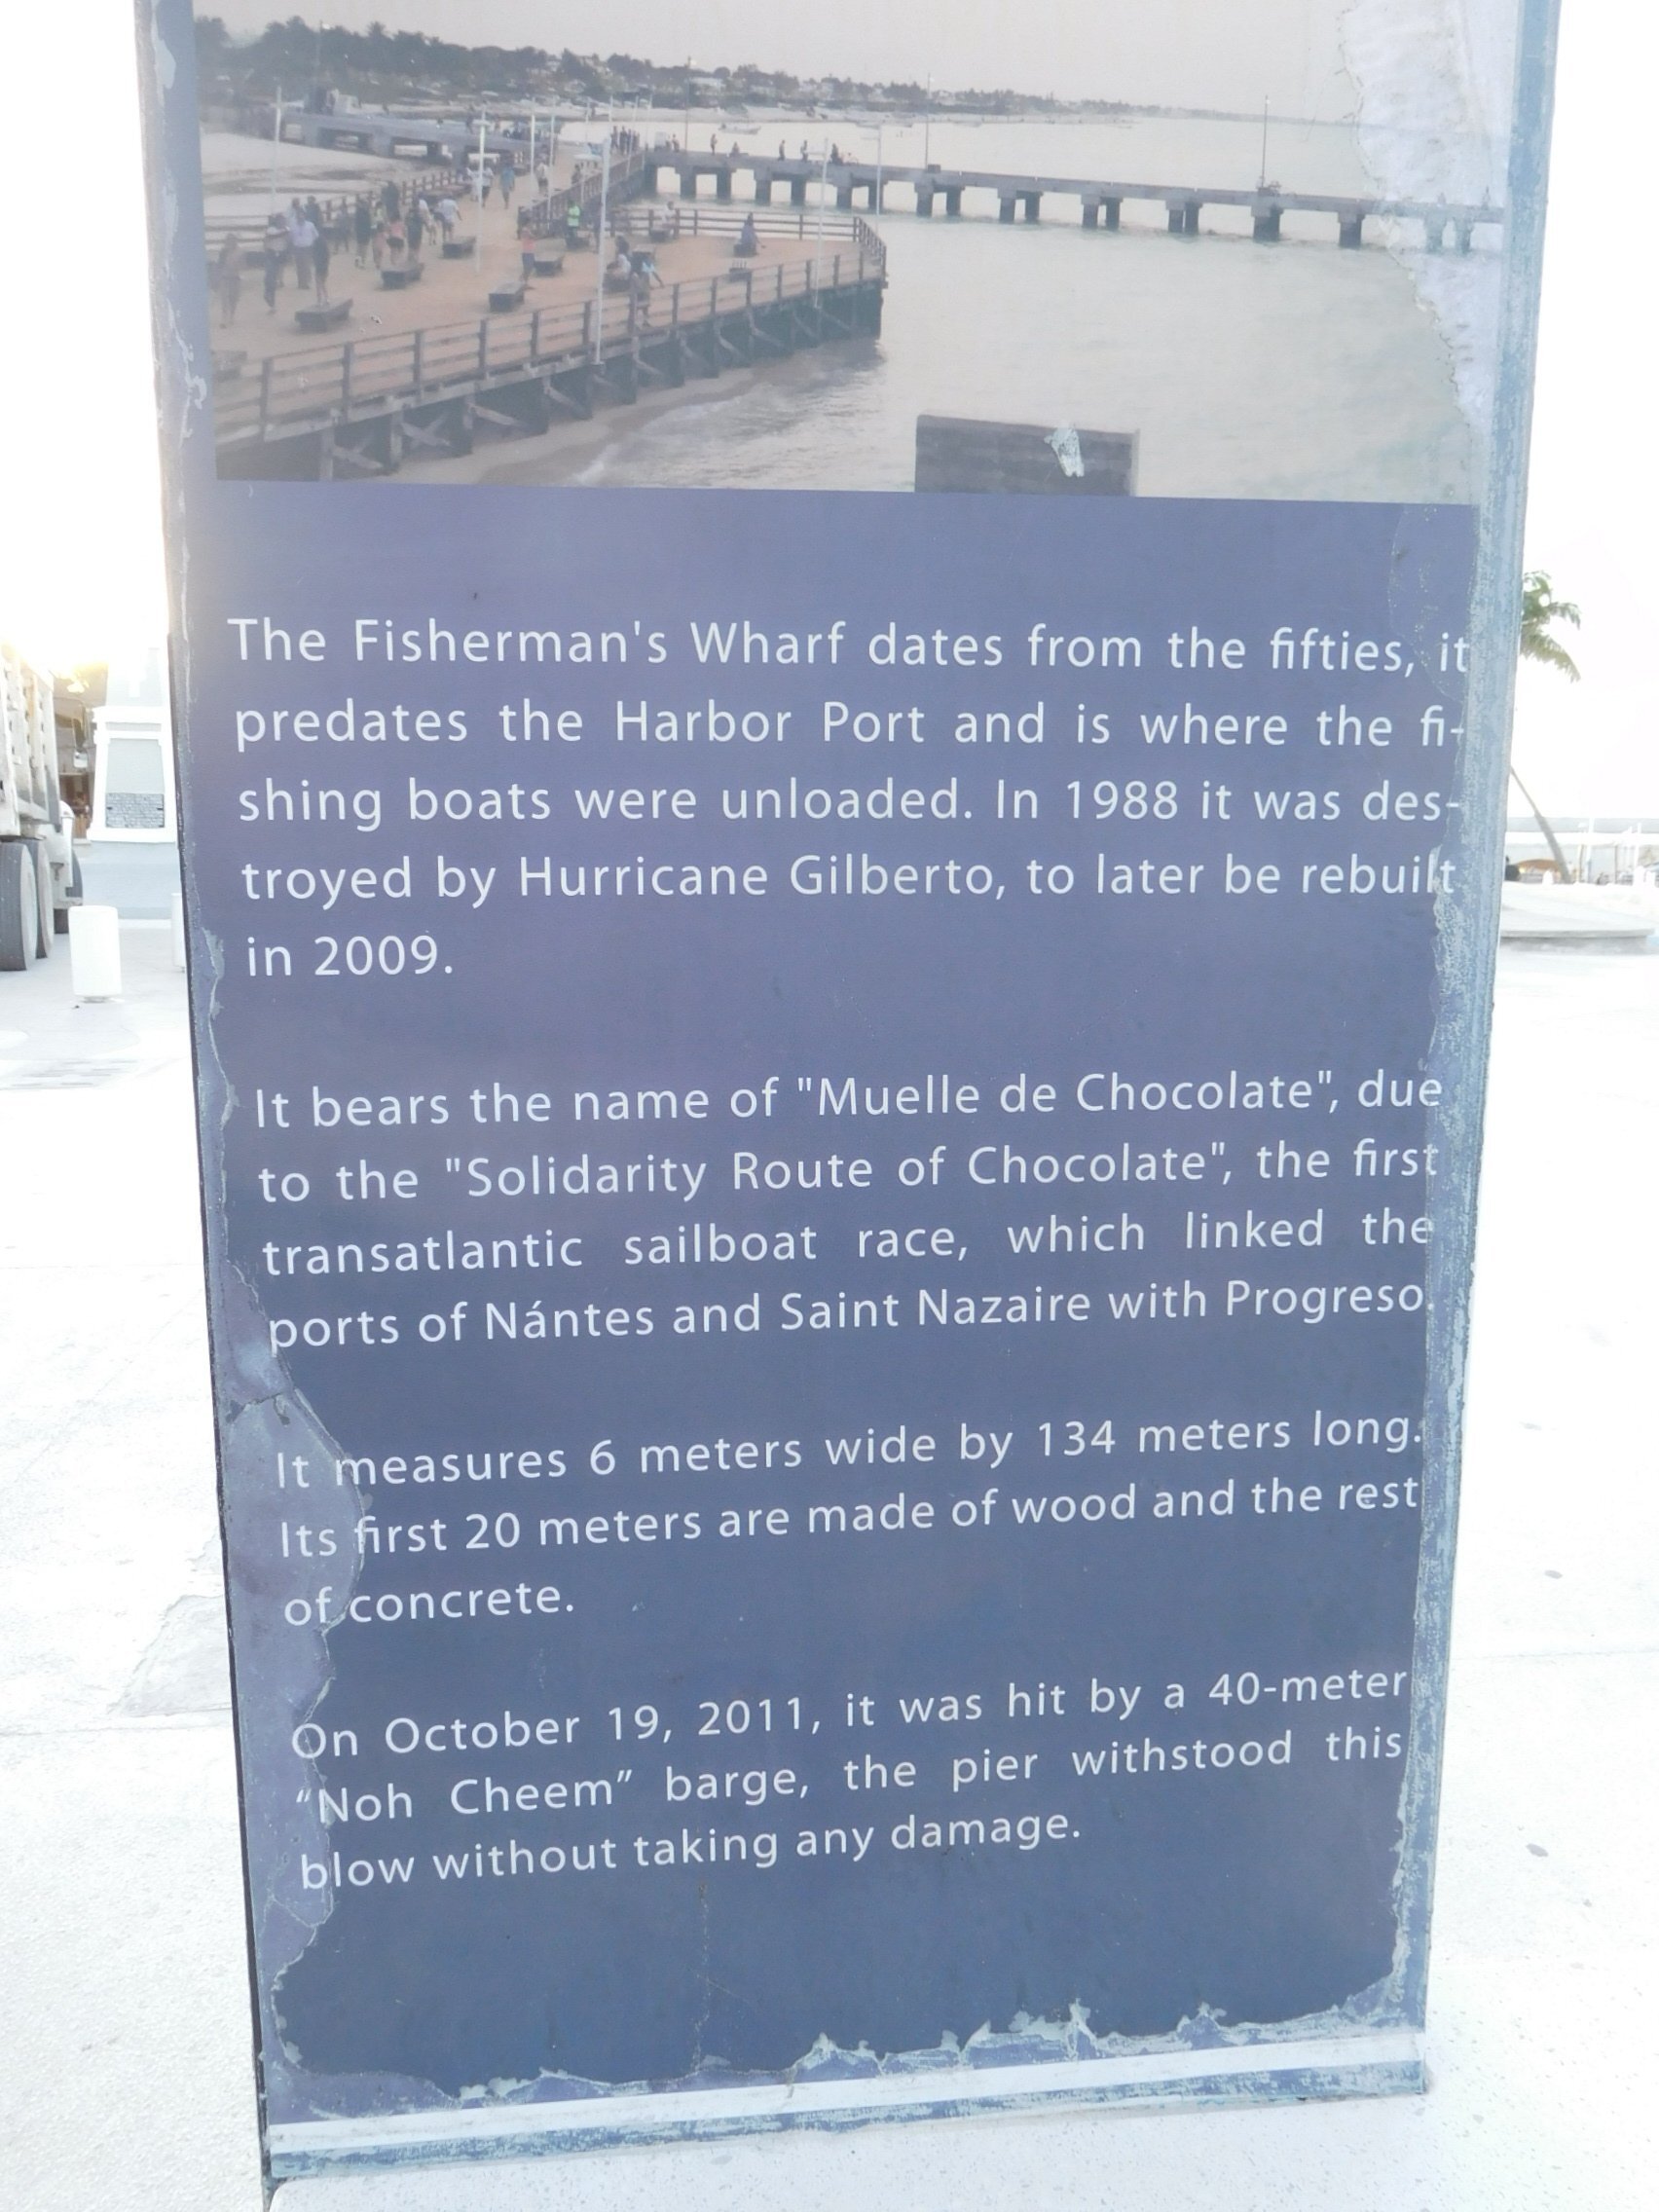 The Fisherman's Wharf dates from the fifties, it
predates the Harbor Port and is where the fi-
shing boats were unloaded. In 1988 it was des-
troyed by Hurricane Gilberto, to later be rebuilt
in 2009.
It bears the name of "Muelle de Chocolate", due
to the "Solidarity Route of Chocolate", the first
transatlantic sailboat race, which linked the
ports of Nántes and Saint Nazaire with Progreso.
It measures 6 meters wide by 134 meters long.
Its first 20 meters are made of wood and the rest
of concrete.
On October 19, 2011, it was hit by a 40-meter
“Noh Cheem” barge, the pier withstood this
blow without taking any damage.